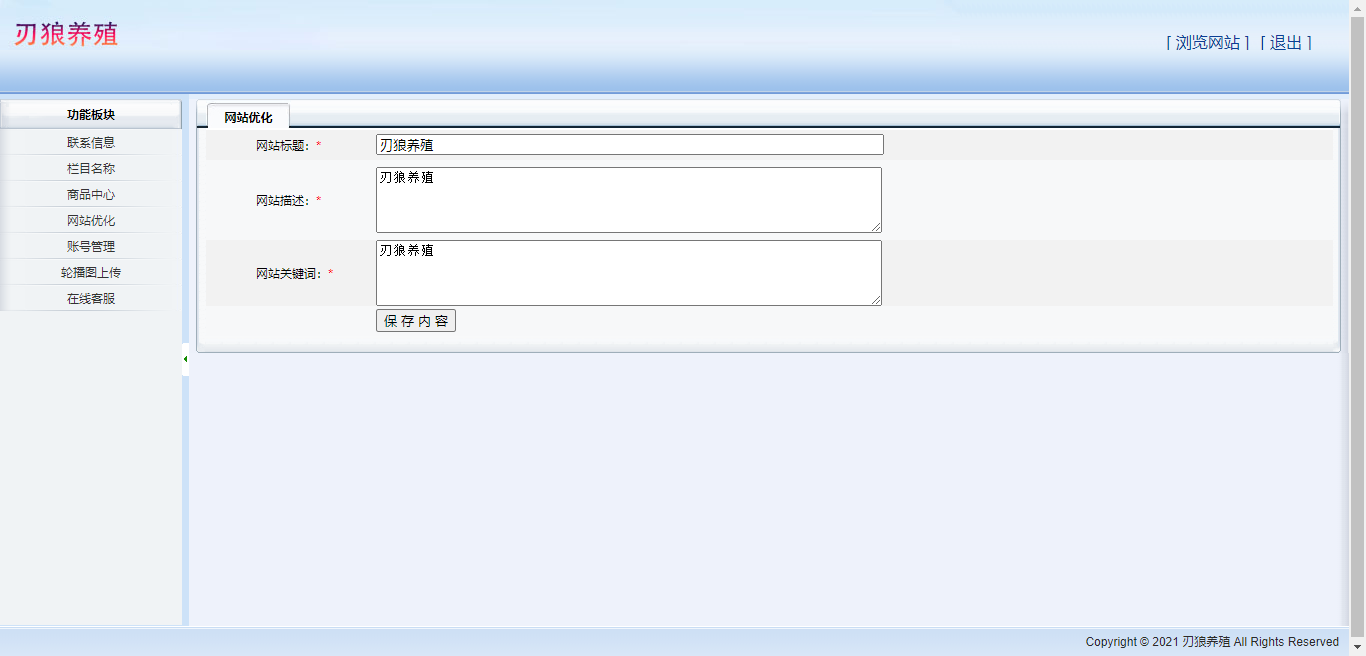 刃狼养殖
[ 浏览网站 ] [ 退出 ]
功能板块
联系信息
栏目名称
商品中心
网站优化
账号管理
轮播图上传
在线客服
网站优化
网站标题: * 刃狼养殖
网站描述: * 刃狼养殖
网站关键词: * 刃狼养殖
保 存 内 容
Copyright © 2021 刃狼养殖 All Rights Reserved